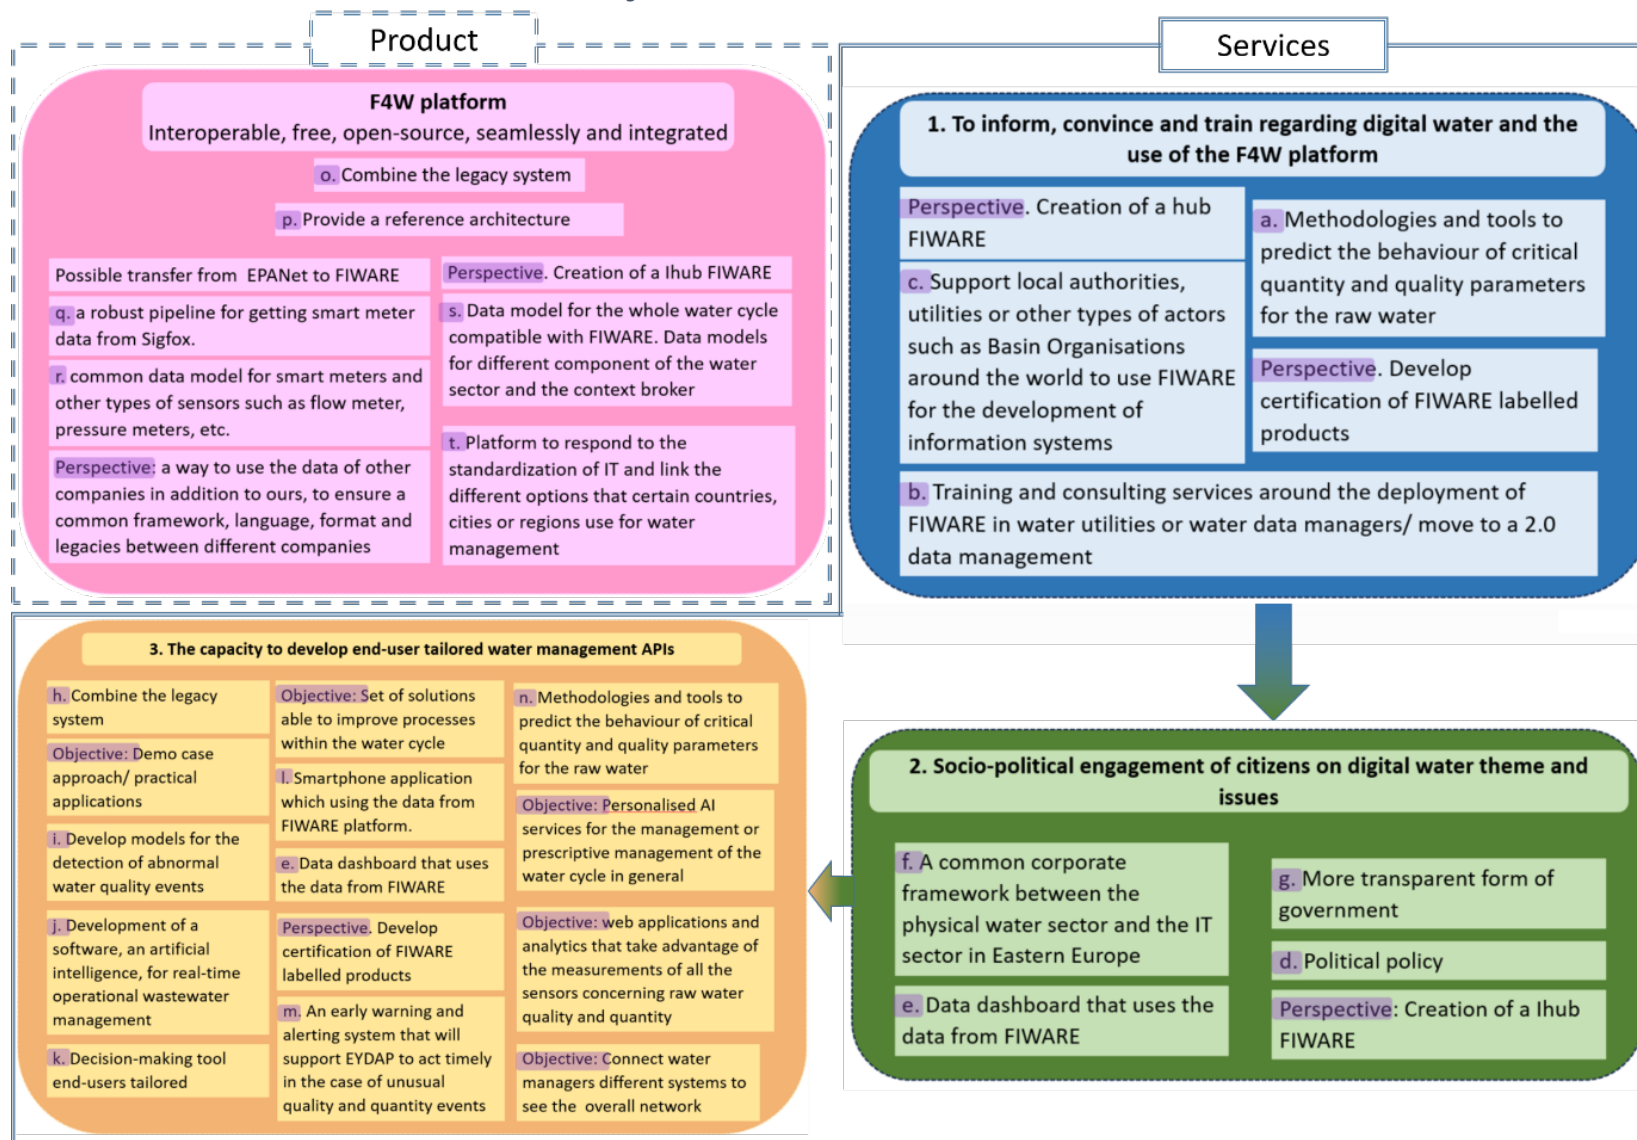 Product
F4W platform
Interoperable, free, open-source, seamlessly and integrated
o. Combine the legacy system
p. Provide a reference architecture
Possible transfer from EPANet to FIWARE
q. a robust pipeline for getting smart meter
data from Sigfox.
r. common data model for smart meters and
other types of sensors such as flow meter,
pressure meters, etc.
Perspective: a way to use the data of other
companies in addition to ours, to ensure a
common framework, language, format and
legacies between different companies
Perspective. Creation of a Ihub FIWARE
s. Data model for the whole water cycle
compatible with FIWARE. Data models
for different component of the water
sector and the context broker
t. Platform to respond to the
standardization of IT and link the
different options that certain countries,
cities or regions use for water
management
Services
1. To inform, convince and train regarding digital water and the
use of the F4W platform
Perspective. Creation of a hub
FIWARE
c. Support local authorities,
utilities or other types of actors
such as Basin Organisations
around the world to use FIWARE
for the development of
information systems
a. Methodologies and tools to
predict the behaviour of critical
quantity and quality parameters
for the raw water
Perspective. Develop
certification of FIWARE labelled
products
b. Training and consulting services around the deployment of
FIWARE in water utilities or water data managers/ move to a 2.0
data management
2. Socio-political engagement of citizens on digital water theme and
issues
f. A common corporate
framework between the
physical water sector and the IT
sector in Eastern Europe
e. Data dashboard that uses the
data from FIWARE
g. More transparent form of
government
d. Political policy
Perspective: Creation of a Ihub
FIWARE
3. The capacity to develop end-user tailored water management APIs
h. Combine the legacy
system
Objective: Demo case
approach/ practical
applications
i. Develop models for the
detection of abnormal
water quality events
j. Development of a
software, an artificial
intelligence, for real-time
operational wastewater
management
k. Decision-making tool
end-users tailored
Objective: Set of solutions
able to improve processes
within the water cycle
l. Smartphone application
which using the data from
FIWARE platform.
e. Data dashboard that uses
the data from FIWARE
Perspective. Develop
certification of FIWARE
labelled products
m. An early warning and
alerting system that will
support EYDAP to act timely
in the case of unusual
quality and quantity events
n. Methodologies and tools to
predict the behaviour of critical
quantity and quality parameters
for the raw water
Objective: Personalised AI
services for the management or
prescriptive management of the
water cycle in general
Objective: web applications and
analytics that take advantage of
the measurements of all the
sensors concerning raw water
quality and quantity
Objective: Connect water
managers different systems to
see the overall network